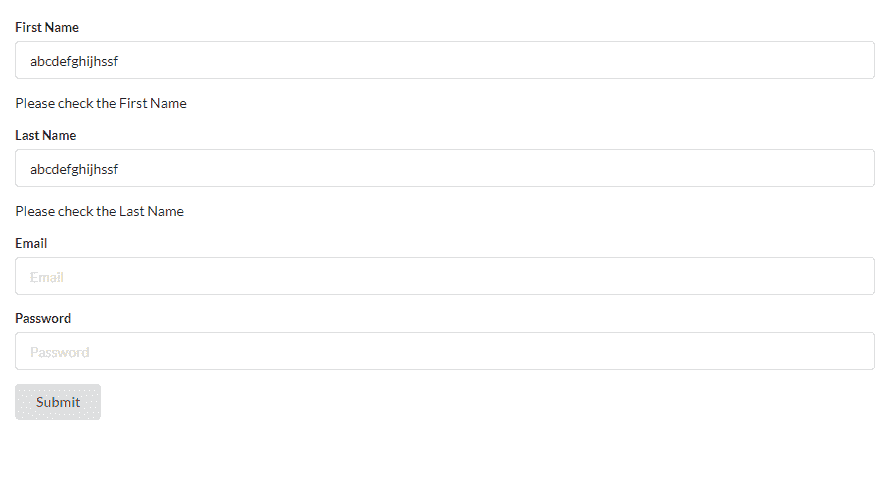 First Name
abcdefghijhssf
Please check the First Name
Last Name
abcdefghijhssf
Please check the Last Name
Email
Email
Password
Password
Submit